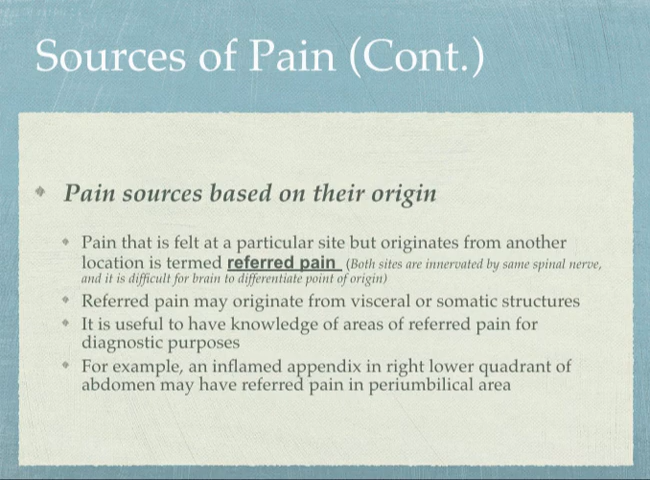 Sources of Pain (Cont.)
Pain sources based on their origin
Pain that is felt at a particular site but originates from another
location is termed referred pain (Both sites are innervated by same spinal nerve,
and it is difficult for brain to differentiate point of origin)
Referred pain may originate from visceral or somatic structures
It is useful to have knowledge of areas of referred pain for
diagnostic purposes
For example, an inflamed appendix in right lower quadrant of
abdomen may have referred pain in periumbilical area